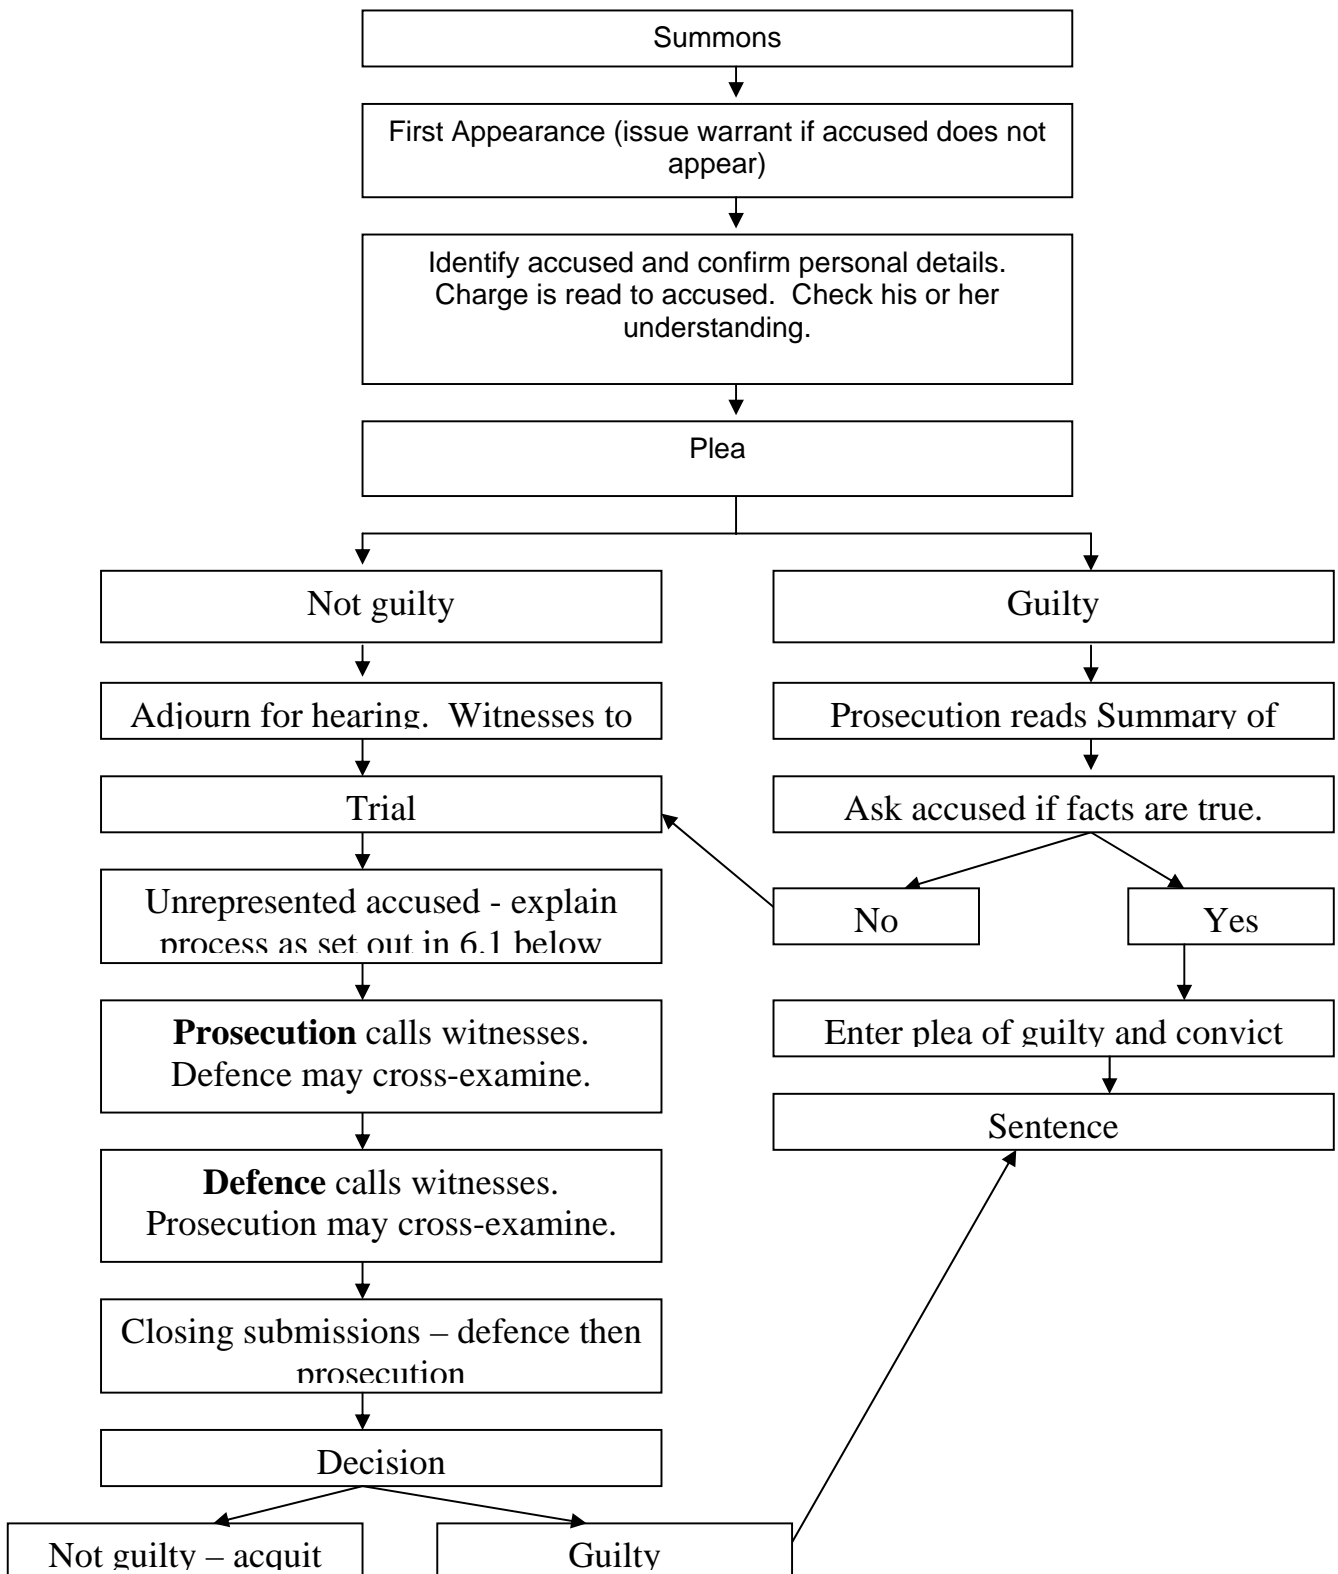 Summons
First Appearance (issue warrant if accused does not
appear)
Identify accused and confirm personal details.
Charge is read to accused.  Check his or her
understanding.
Plea
Not guilty
Guilty
Adjourn for hearing.  Witnesses to
Prosecution reads Summary of
Trial
Ask accused if facts are true.
Unrepresented accused - explain
process as set out in 6.1 below
No
Yes
Prosecution calls witnesses.
Defence may cross-examine.
Enter plea of guilty and convict
Sentence
Defence calls witnesses.
Prosecution may cross-examine.
Closing submissions – defence then
prosecution
Decision
Not guilty – acquit
Guilty